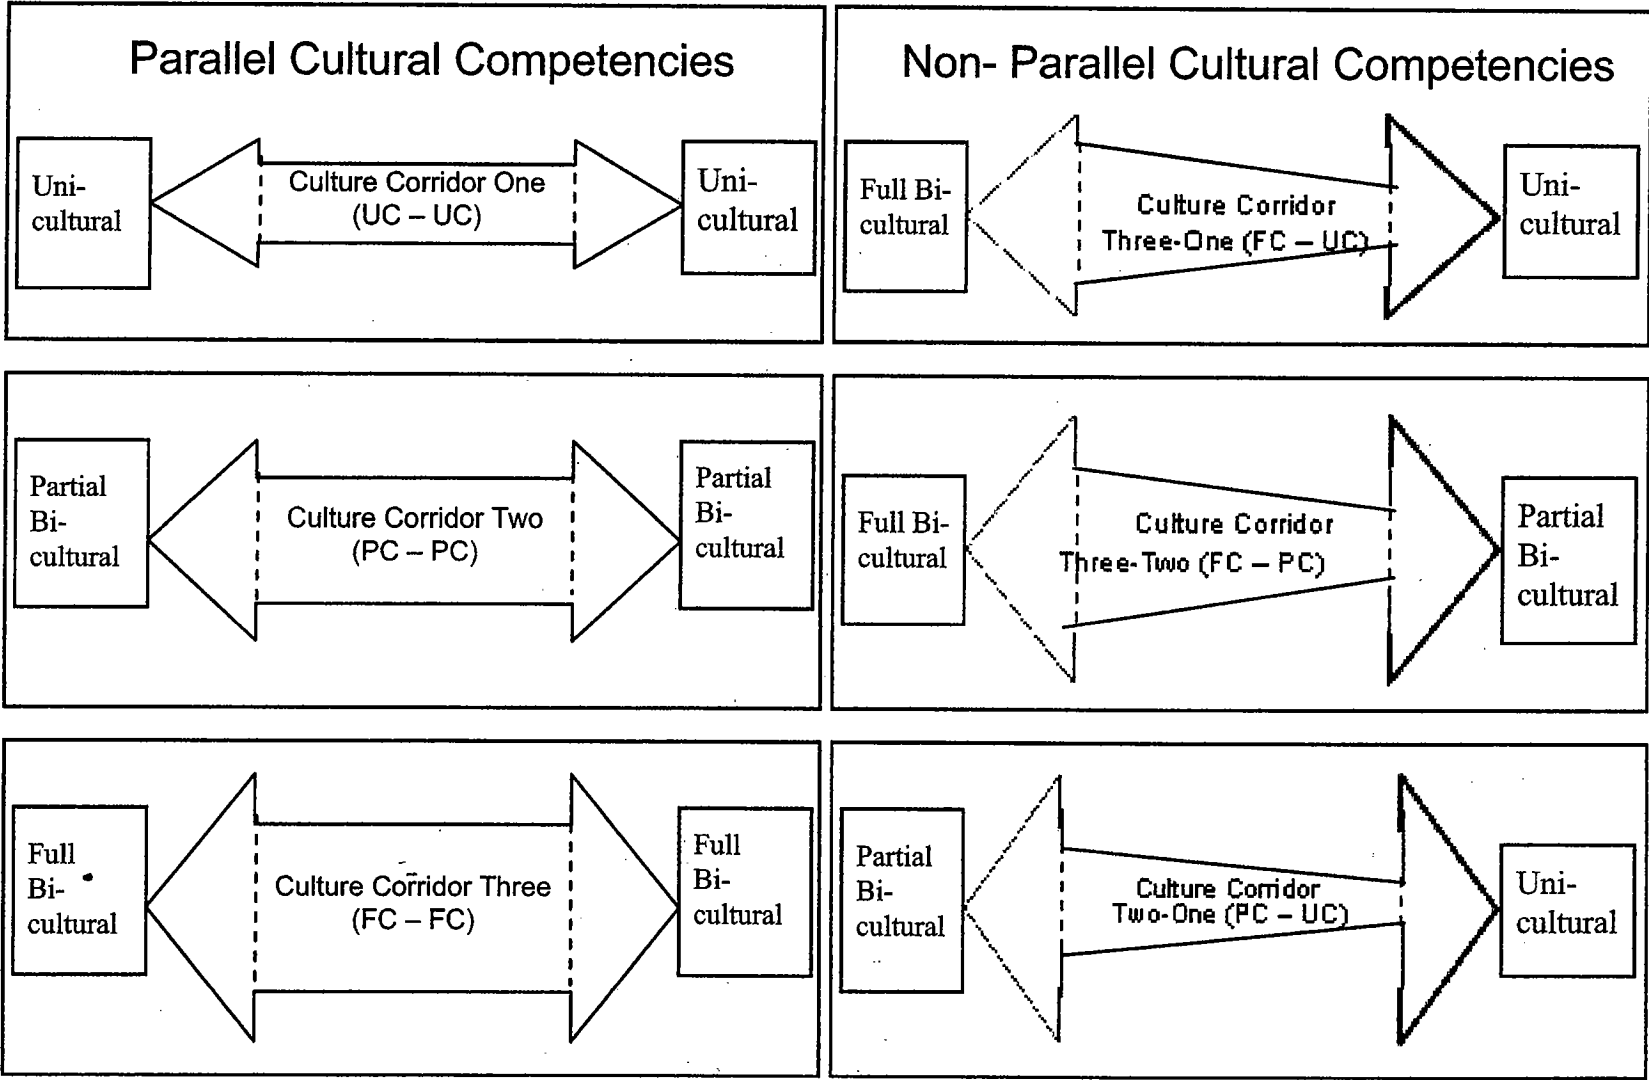 Parallel Cultural Competencies
Uni-
cultural
Culture Corridor One
(UC – UC)
Uni-
cultural
Non- Parallel Cultural Competencies
Full Bi-
cultural
Culture Corridor
Three-One (FC – UC)
Uni-
cultural
Partial
Bi-
cultural
Culture Corridor Two
(PC – PC)
Partial
Bi-
cultural
Full Bi-
cultural
Culture Corridor
Three-Two (FC – PC)
Partial
Bi-
cultural
Full
Bi-
cultural
Culture Corridor Three
(FC – FC)
Full
Bi-
cultural
Partial
Bi-
cultural
Culture Corridor
Two-One (PC – UC)
Uni-
cultural